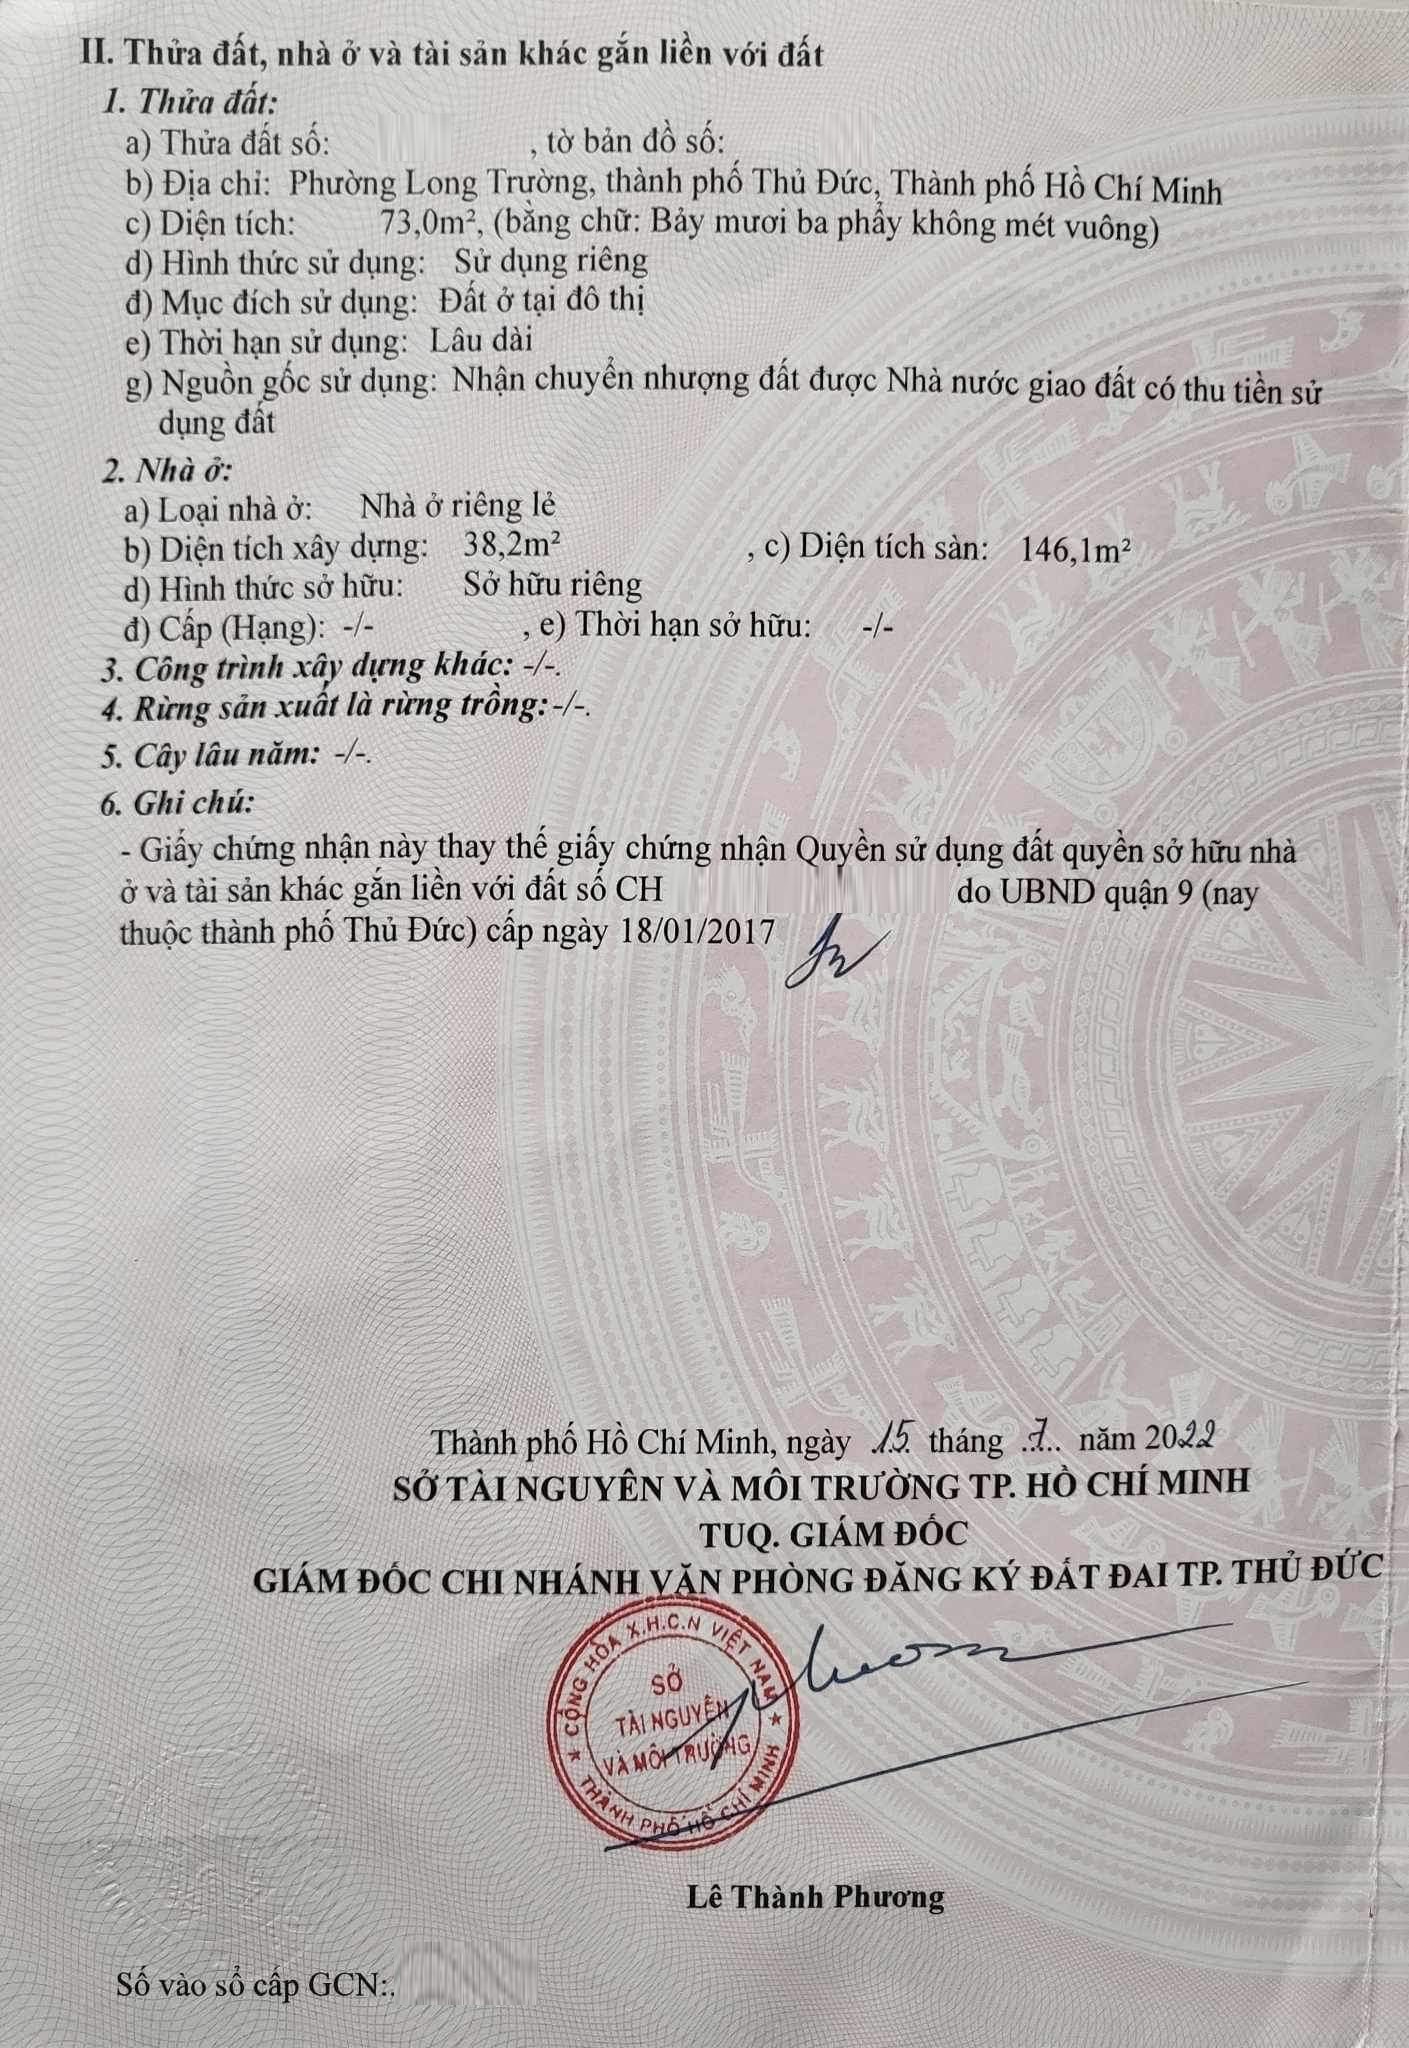 II. Thửa đất, nhà ở và tài sản khác gắn liền với đất
1. Thửa đất:
a) Thửa đất số: , tờ bản đồ số:
b) Địa chỉ: Phường Long Trường, thành phố Thủ Đức, Thành phố Hồ Chí Minh
c) Diện tích: 73,0m², (bằng chữ: Bảy mươi ba phẩy không mét vuông)
d) Hình thức sử dụng: Sử dụng riêng
đ) Mục đích sử dụng: Đất ở tại đô thị
e) Thời hạn sử dụng: Lâu dài
g) Nguồn gốc sử dụng: Nhận chuyển nhượng đất được Nhà nước giao đất có thu tiền sử
dụng đất
2. Nhà ở:
a) Loại nhà ở: Nhà ở riêng lẻ
b) Diện tích xây dựng: 38,2m² , c) Diện tích sàn: 146,1m²
d) Hình thức sở hữu: Sở hữu riêng
đ) Cấp (Hạng): -/- , e) Thời hạn sở hữu: -/-
3. Công trình xây dựng khác: -/-.
4. Rừng sản xuất là rừng trồng: -/-.
5. Cây lâu năm: -/-.
6. Ghi chú:
- Giấy chứng nhận này thay thế giấy chứng nhận Quyền sử dụng đất quyền sở hữu nhà
ở và tài sản khác gắn liền với đất số CH do UBND quận 9 (nay
thuộc thành phố Thủ Đức) cấp ngày 18/01/2017
Thành phố Hồ Chí Minh, ngày 15 tháng 7 năm 2022
SỞ TÀI NGUYÊN VÀ MÔI TRƯỜNG TP. HỒ CHÍ MINH
TUQ. GIÁM ĐỐC
GIÁM ĐỐC CHI NHÁNH VĂN PHÒNG ĐĂNG KÝ ĐẤT ĐAI TP. THỦ ĐỨC
CỘNG HÒA X.H.C.N VIỆT NAM
SỞ
TÀI NGUYÊN
VÀ MÔI TRƯỜNG
THÀNH PHỐ HỒ CHÍ MINH
Lê Thành Phương
Số vào sổ cấp GCN:.